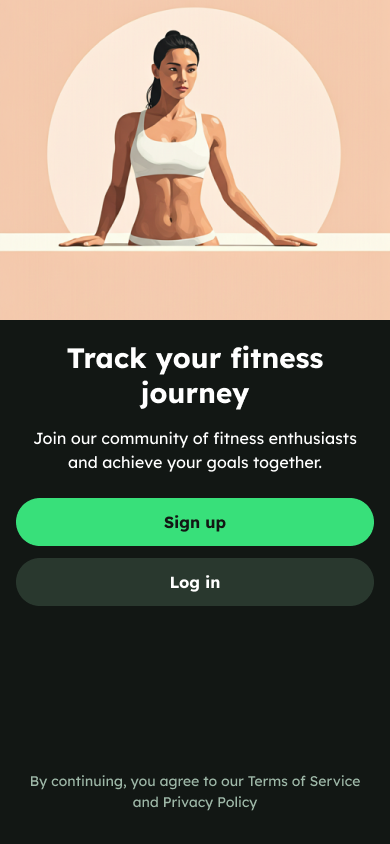 Track your fitness
journey
Join our community of fitness enthusiasts
and achieve your goals together.
Sign up
Log in
By continuing, you agree to our Terms of Service
and Privacy Policy